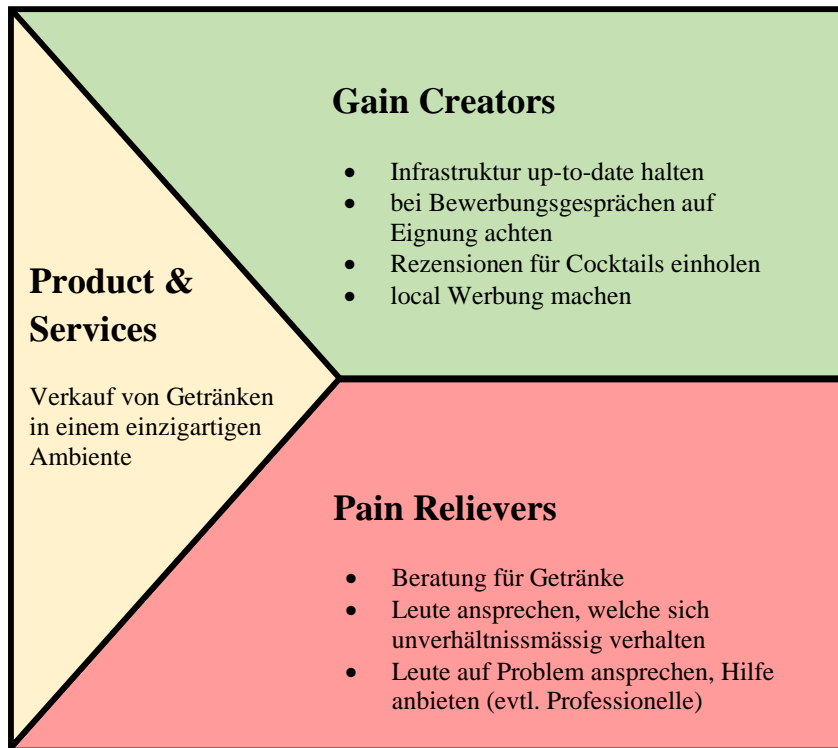 Gain Creators
• Infrastruktur up-to-date halten
• bei Bewerbungsgesprächen auf
Eignung achten
• Rezensionen für Cocktails einholen
• local Werbung machen
Product &
Services
Verkauf von Getränken
in einem einzigartigen
Ambiente
Pain Relievers
• Beratung für Getränke
• Leute ansprechen, welche sich
unverhältnissmässig verhalten
• Leute auf Problem ansprechen, Hilfe
anbieten (evtl. Professionelle)